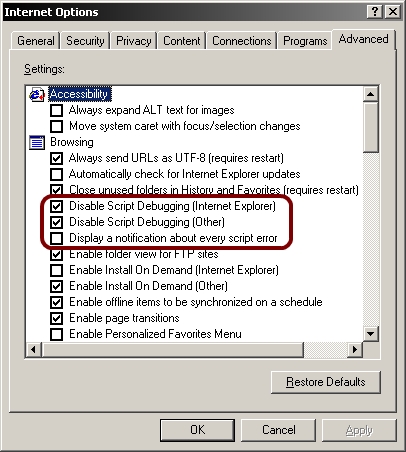 Internet Options
General Security Privacy Content Connections Programs Advanced
Settings:
Accessibility
Always expand ALT text for images
Move system caret with focus/selection changes
Browsing
Always send URLs as UTF-8 (requires restart)
Automatically check for Internet Explorer updates
Close unused folders in History and Favorites (requires restart)
Disable Script Debugging (Internet Explorer)
Disable Script Debugging (Other)
Display a notification about every script error
Enable folder view for FTP sites
Enable Install On Demand (Internet Explorer)
Enable Install On Demand (Other)
Enable offline items to be synchronized on a schedule
Enable page transitions
Enable Personalized Favorites Menu
Restore Defaults
OK Cancel Apply